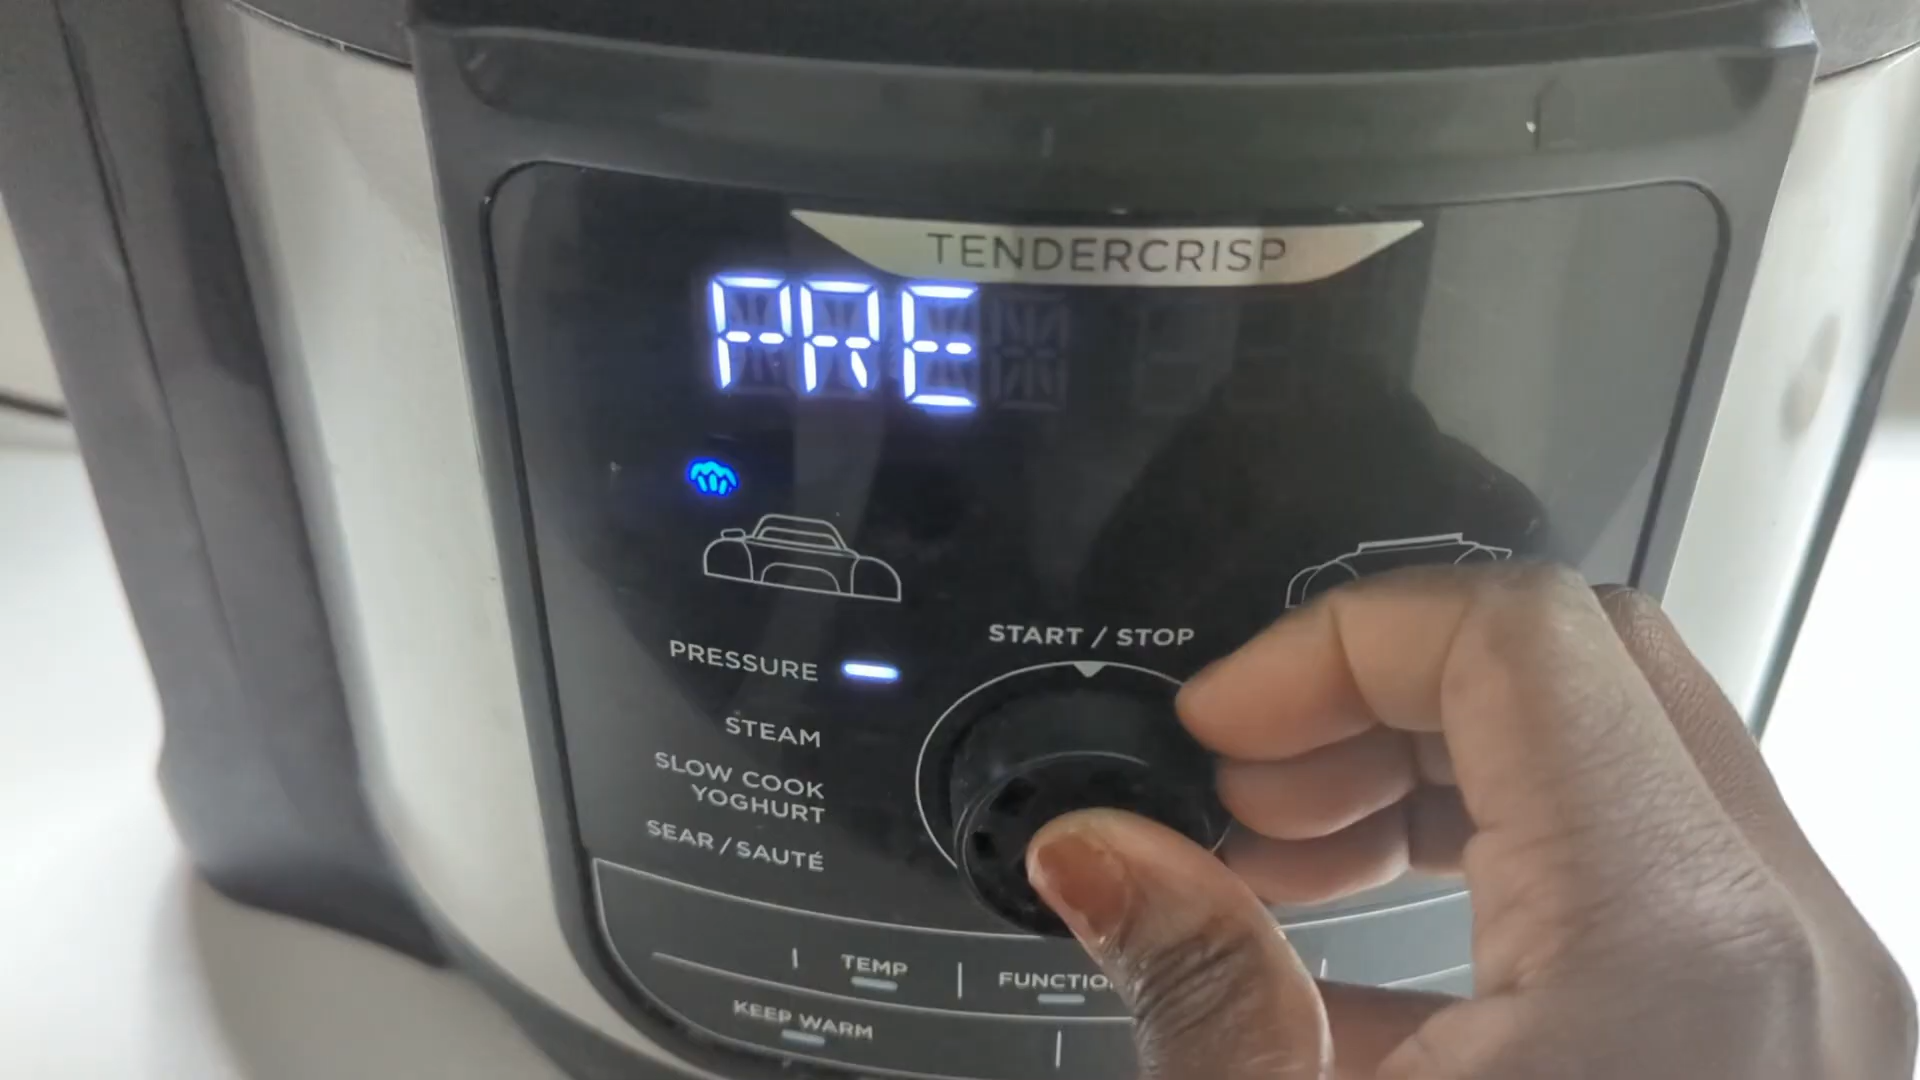 TENDERCRISP
PRE
START / STOP
PRESSURE
STEAM
SLOW COOK
YOGHURT
SEAR / SAUTÉ
TEMP
KEEP WARM